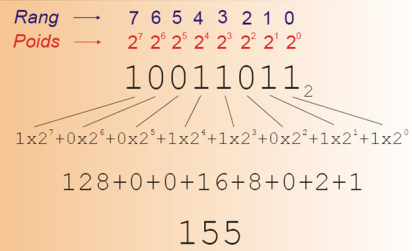 Rang → 7 6 5 4 3 2 1 0
Poids → 2⁷ 2⁶ 2⁵ 2⁴ 2³ 2² 2¹ 2⁰
10011011₂
1x2⁷+0x2⁶+0x2⁵+1x2⁴+1x2³+0x2²+1x2¹+1x2⁰
128+0+0+16+8+0+2+1
155